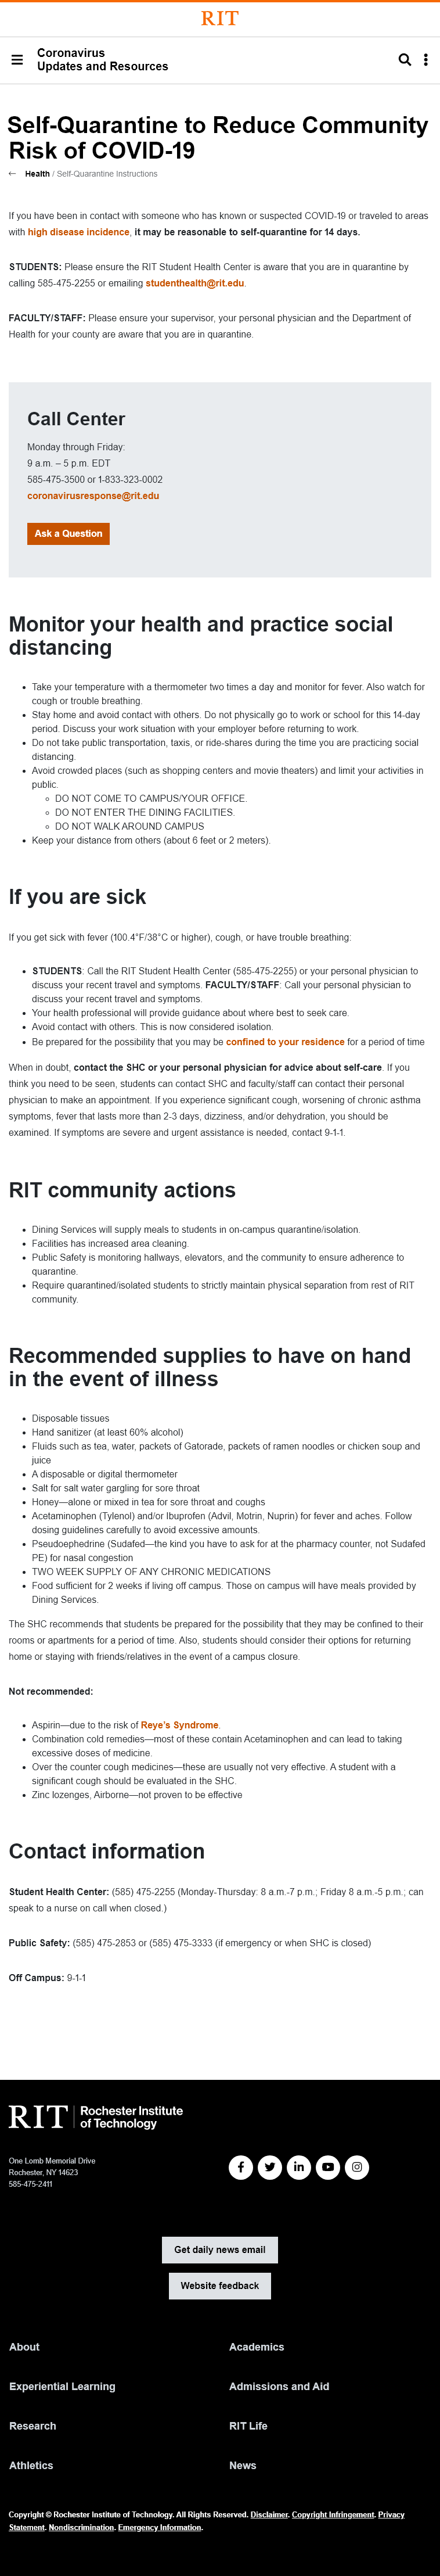 RIT
Coronavirus
Updates and Resources
Self-Quarantine to Reduce Community
Risk of COVID-19
Health / Self-Quarantine Instructions
If you have been in contact with someone who has known or suspected COVID-19 or traveled to areas
with high disease incidence, it may be reasonable to self-quarantine for 14 days.
STUDENTS: Please ensure the RIT Student Health Center is aware that you are in quarantine by
calling 585-475-2255 or emailing studenthealth@rit.edu.
FACULTY/STAFF: Please ensure your supervisor, your personal physician and the Department of
Health for your county are aware that you are in quarantine.
Call Center
Monday through Friday:
9 a.m. – 5 p.m. EDT
585-475-3500 or 1-833-323-0002
coronavirusresponse@rit.edu
Ask a Question
Monitor your health and practice social
distancing
• Take your temperature with a thermometer two times a day and monitor for fever. Also watch for
cough or trouble breathing.
• Stay home and avoid contact with others. Do not physically go to work or school for this 14-day
period. Discuss your work situation with your employer before returning to work.
• Do not take public transportation, taxis, or ride-shares during the time you are practicing social
distancing.
• Avoid crowded places (such as shopping centers and movie theaters) and limit your activities in
public.
◦ DO NOT COME TO CAMPUS/YOUR OFFICE.
◦ DO NOT ENTER THE DINING FACILITIES.
◦ DO NOT WALK AROUND CAMPUS
• Keep your distance from others (about 6 feet or 2 meters).
If you are sick
If you get sick with fever (100.4°F/38°C or higher), cough, or have trouble breathing:
• STUDENTS: Call the RIT Student Health Center (585-475-2255) or your personal physician to
discuss your recent travel and symptoms. FACULTY/STAFF: Call your personal physician to
discuss your recent travel and symptoms.
• Your health professional will provide guidance about where best to seek care.
• Avoid contact with others. This is now considered isolation.
• Be prepared for the possibility that you may be confined to your residence for a period of time
When in doubt, contact the SHC or your personal physician for advice about self-care. If you
think you need to be seen, students can contact SHC and faculty/staff can contact their personal
physician to make an appointment. If you experience significant cough, worsening of chronic asthma
symptoms, fever that lasts more than 2-3 days, dizziness, and/or dehydration, you should be
examined. If symptoms are severe and urgent assistance is needed, contact 9-1-1.
RIT community actions
• Dining Services will supply meals to students in on-campus quarantine/isolation.
• Facilities has increased area cleaning.
• Public Safety is monitoring hallways, elevators, and the community to ensure adherence to
quarantine.
• Require quarantined/isolated students to strictly maintain physical separation from rest of RIT
community.
Recommended supplies to have on hand
in the event of illness
• Disposable tissues
• Hand sanitizer (at least 60% alcohol)
• Fluids such as tea, water, packets of Gatorade, packets of ramen noodles or chicken soup and
juice
• A disposable or digital thermometer
• Salt for salt water gargling for sore throat
• Honey—alone or mixed in tea for sore throat and coughs
• Acetaminophen (Tylenol) and/or Ibuprofen (Advil, Motrin, Nuprin) for fever and aches. Follow
dosing guidelines carefully to avoid excessive amounts.
• Pseudoephedrine (Sudafed—the kind you have to ask for at the pharmacy counter, not Sudafed
PE) for nasal congestion
• TWO WEEK SUPPLY OF ANY CHRONIC MEDICATIONS
• Food sufficient for 2 weeks if living off campus. Those on campus will have meals provided by
Dining Services.
The SHC recommends that students be prepared for the possibility that they may be confined to their
rooms or apartments for a period of time. Also, students should consider their options for returning
home or staying with friends/relatives in the event of a campus closure.
Not recommended:
• Aspirin—due to the risk of Reye's Syndrome.
• Combination cold remedies—most of these contain Acetaminophen and can lead to taking
excessive doses of medicine.
• Over the counter cough medicines—these are usually not very effective. A student with a
significant cough should be evaluated in the SHC.
• Zinc lozenges, Airborne—not proven to be effective
Contact information
Student Health Center: (585) 475-2255 (Monday-Thursday: 8 a.m.-7 p.m.; Friday 8 a.m.-5 p.m.; can
speak to a nurse on call when closed.)
Public Safety: (585) 475-2853 or (585) 475-3333 (if emergency or when SHC is closed)
Off Campus: 9-1-1
RIT Rochester Institute
of Technology
One Lomb Memorial Drive
Rochester, NY 14623
585-475-2411
Get daily news email
Website feedback
About Academics
Experiential Learning Admissions and Aid
Research RIT Life
Athletics News
Copyright © Rochester Institute of Technology. All Rights Reserved. Disclaimer. Copyright Infringement. Privacy
Statement. Nondiscrimination. Emergency Information.